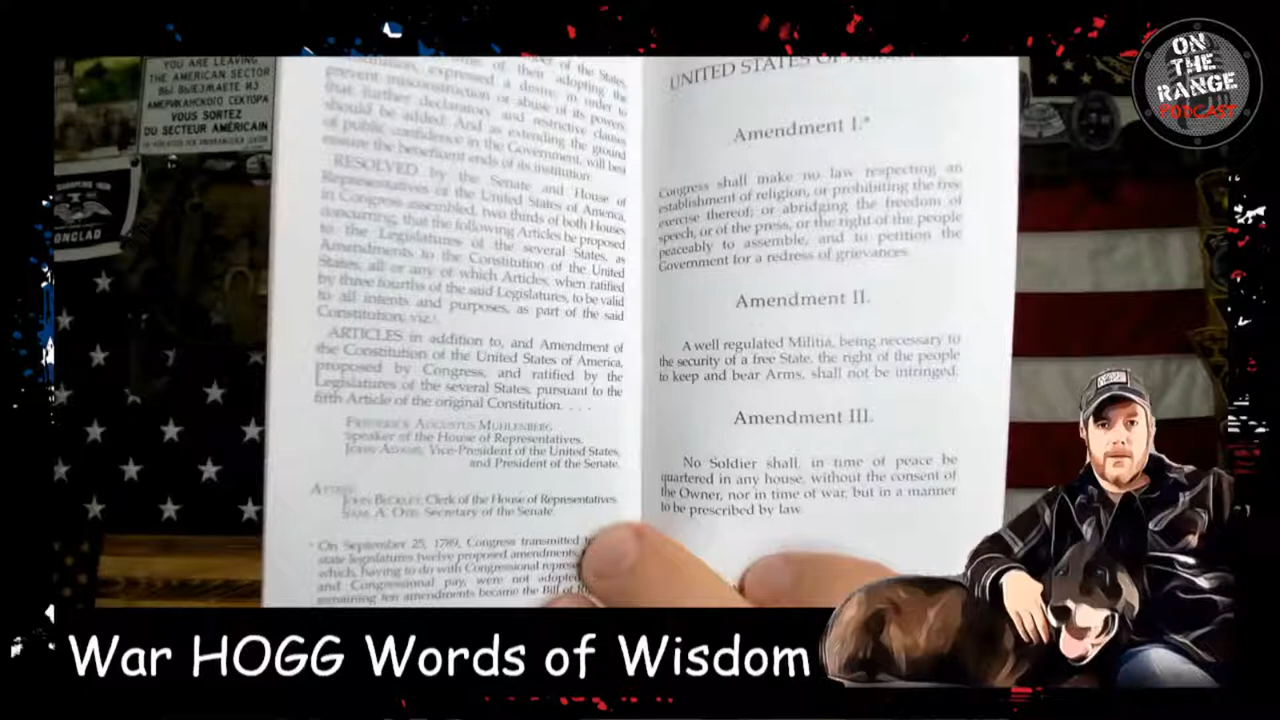 YOU ARE LEAVING
THE AMERICAN SECTOR
ВЫ ВЫЕЗЖАЕТЕ ИЗ
АМЕРИКАНСКОГО СЕКТОРА
VOUS SORTEZ
DU SECTEUR AMÉRICAIN
ONCLAD
of their adopting the
expressed a desire, in order to
prevent misconstruction or abuse of its powers,
that further declaratory and restrictive clauses
should be added: And as extending the ground
of public confidence in the Government, will best
ensure the beneficent ends of its institution:
RESOLVED by the Senate and House of
Representatives of the United States of America,
in Congress assembled, two thirds of both Houses
concurring, that the following Articles be proposed
to the Legislatures of the several States, as
Amendments to the Constitution of the United
States, all or any of which Articles, when ratified
by three fourths of the said Legislatures, to be valid
to all intents and purposes, as part of the said
Constitution; viz.:
ARTICLES in addition to, and Amendment of
the Constitution of the United States of America,
proposed by Congress, and ratified by the
Legislatures of the several States, pursuant to the
fifth Article of the original Constitution. . . .
FREDERICK AUGUSTUS MUHLENBERG
Speaker of the House of Representatives.
JOHN ADAMS, Vice-President of the United States,
and President of the Senate.
ATTEST,
JOHN BECKLEY, Clerk of the House of Representatives.
SAM. A. OTIS Secretary of the Senate.
* On September 25, 1789, Congress transmitted
state legislatures twelve proposed amendments,
which, having to do with Congressional
and Congressional pay, were not adopted
remaining ten amendments became the Bill of
UNITED STATES OF
Amendment I.*
Congress shall make no law respecting an
establishment of religion, or prohibiting the free
exercise thereof; or abridging the freedom of
speech, or of the press, or the right of the people
peaceably to assemble, and to petition the
Government for a redress of grievances.
Amendment II.
A well regulated Militia, being necessary to
the security of a free State, the right of the people
to keep and bear Arms, shall not be infringed.
Amendment III.
No Soldier shall, in time of peace be
quartered in any house, without the consent of
the Owner, nor in time of war, but in a manner
to be prescribed by law.
ON
THE
RANGE
PODCAST
War HOGG Words of Wisdom